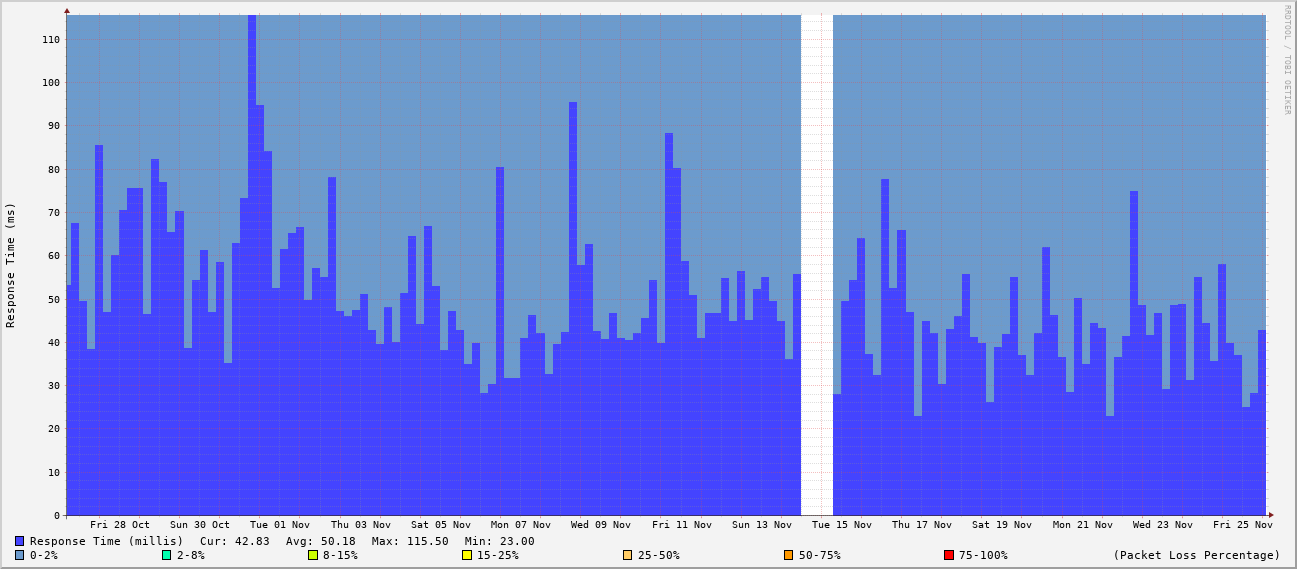 RRDTOOL / TOBI OETIKER
Response Time (ms)
110
100
90
80
70
60
50
40
30
20
10
0
Fri 28 Oct Sun 30 Oct Tue 01 Nov Thu 03 Nov Sat 05 Nov Mon 07 Nov Wed 09 Nov Fri 11 Nov Sun 13 Nov Tue 15 Nov Thu 17 Nov Sat 19 Nov Mon 21 Nov Wed 23 Nov Fri 25 Nov
Response Time (millis) Cur: 42.83 Avg: 50.18 Max: 115.50 Min: 23.00
0-2% 2-8% 8-15% 15-25% 25-50% 50-75% 75-100% (Packet Loss Percentage)